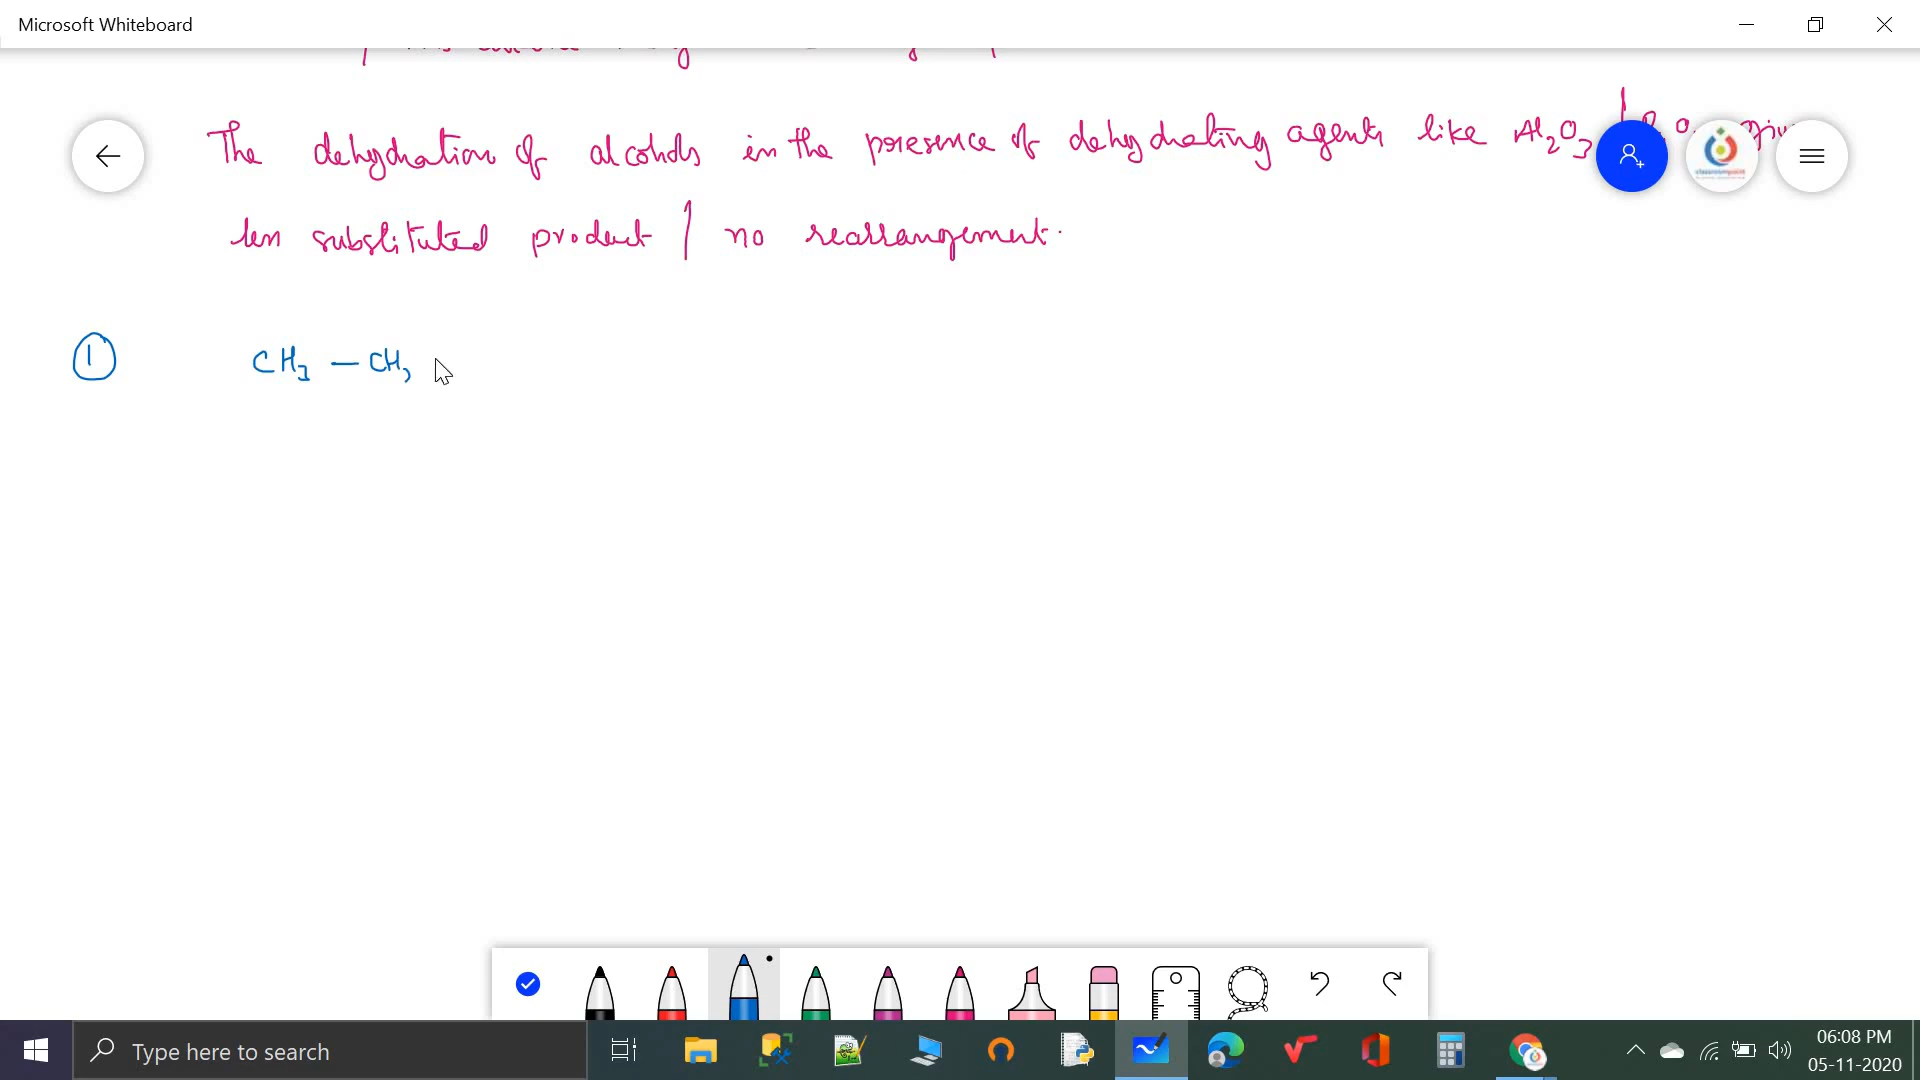 Microsoft Whiteboard
The dehydration of alcohols in the presence of dehydrating agents like Al₂O₃ |
less substituted product / no rearrangement.
① CH₃ — CH₂
Type here to search
06:08 PM
05-11-2020